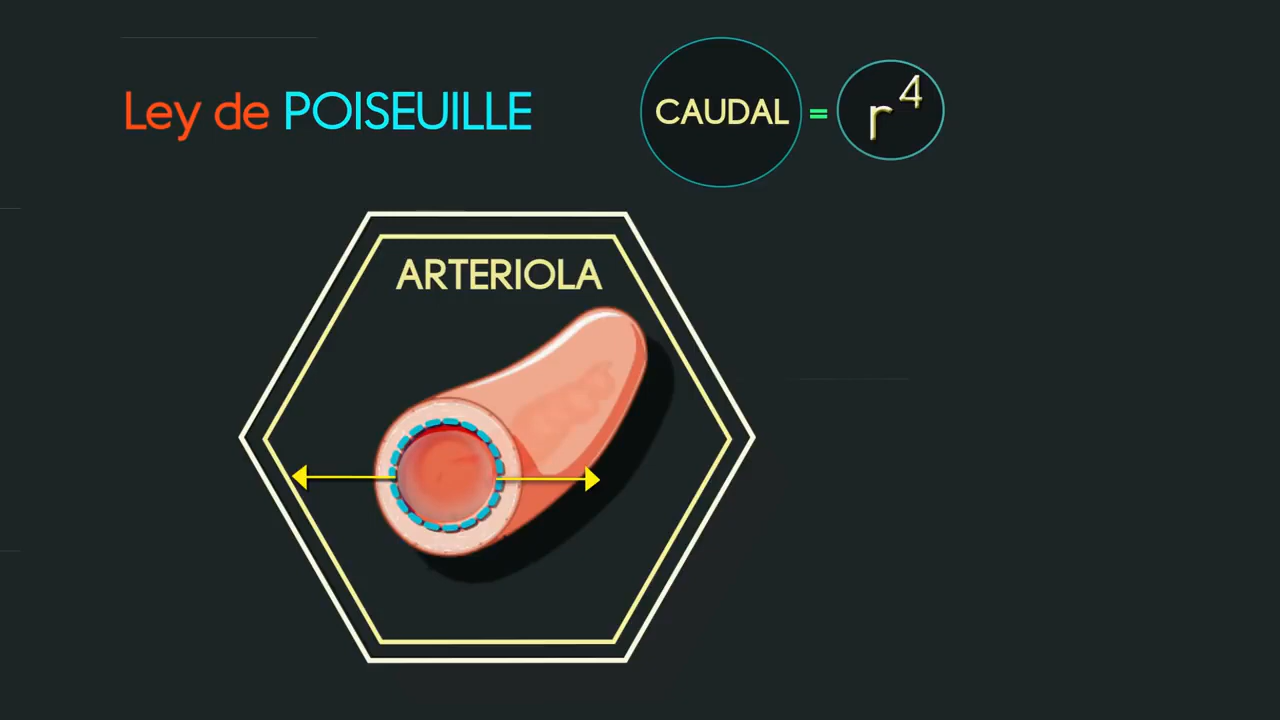 Ley de POISEUILLE
CAUDAL = r⁴
ARTERIOLA